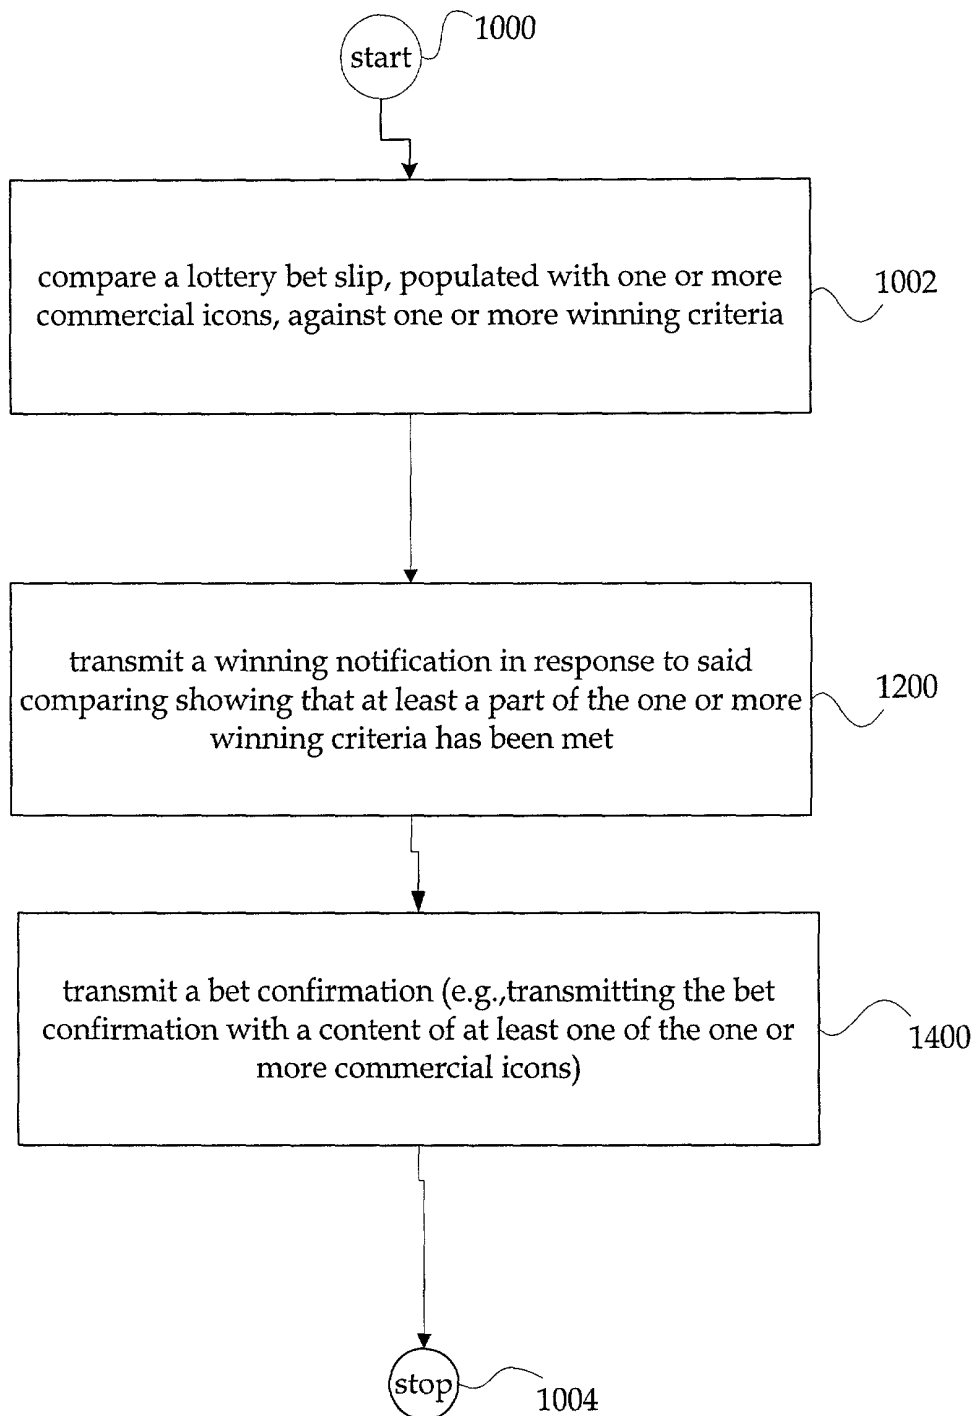 start
1000
compare a lottery bet slip, populated with one or more
commercial icons, against one or more winning criteria
1002
transmit a winning notification in response to said
comparing showing that at least a part of the one or more
winning criteria has been met
1200
transmit a bet confirmation (e.g.,transmitting the bet
confirmation with a content of at least one of the one or
more commercial icons)
1400
stop
1004